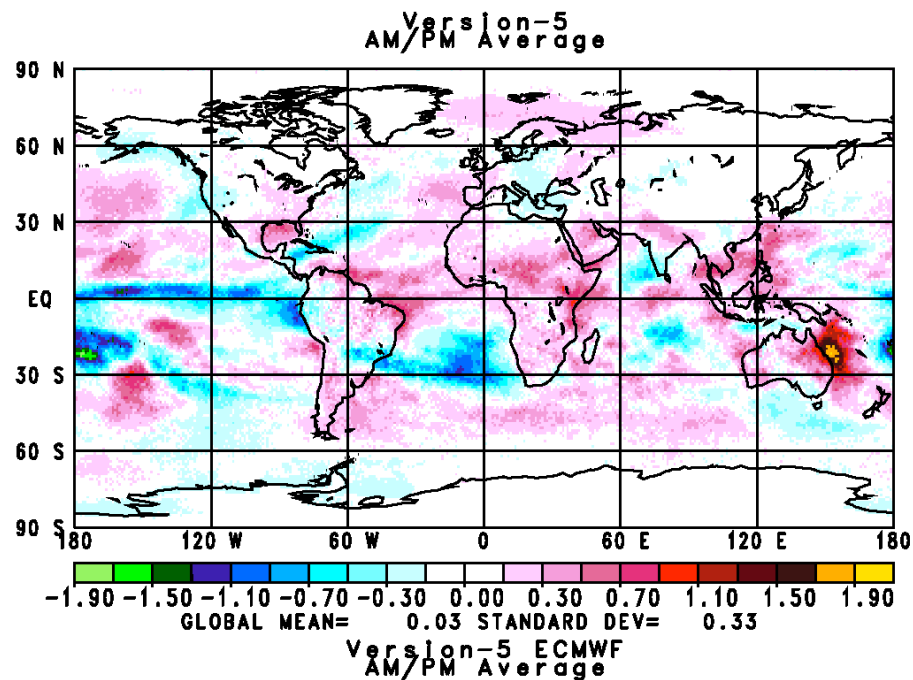 Version-5
AM/PM Average
90 N
60 N
30 N
EQ
30 S
60 S
90 S
180 120 W 60 W 0 60 E 120 E 180
-1.90 -1.50 -1.10 -0.70 -0.30 0.00 0.30 0.70 1.10 1.50 1.90
GLOBAL MEAN= 0.03 STANDARD DEV= 0.33
Version-5 ECMWF
AM/PM Average